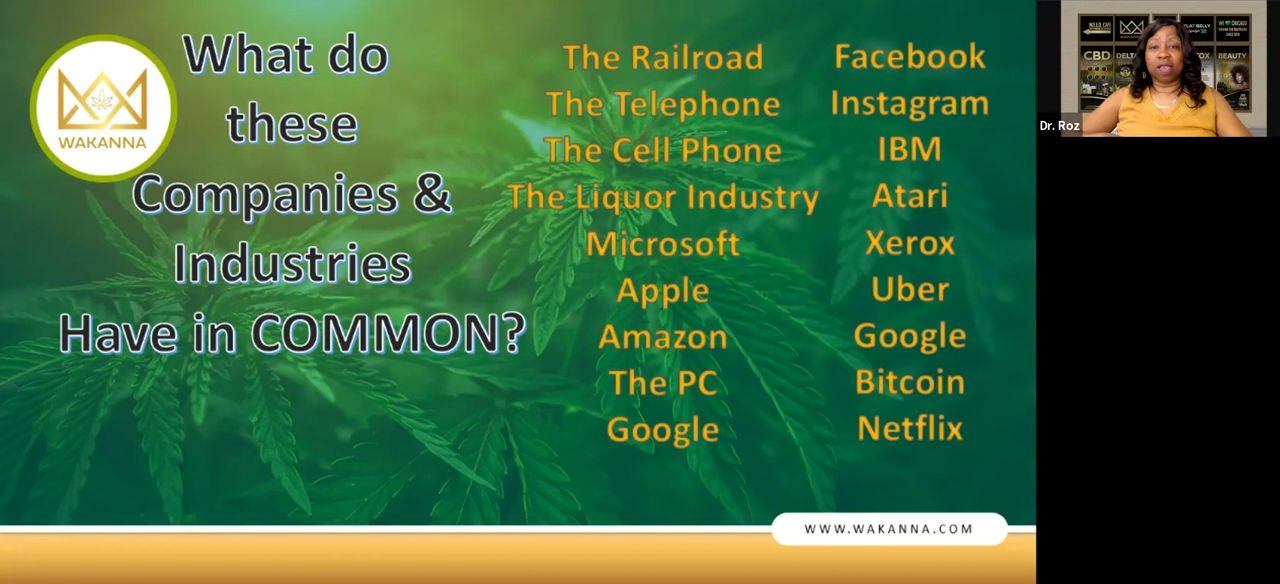 What do
these
Companies &
Industries
Have in COMMON?
WAKANNA
The Railroad
The Telephone
The Cell Phone
The Liquor Industry
Microsoft
Apple
Amazon
The PC
Google
Facebook
Instagram
IBM
Atari
Xerox
Uber
Google
Bitcoin
Netflix
WWW.WAKANNA.COM
CBD
BEAUTY
Dr. Roz